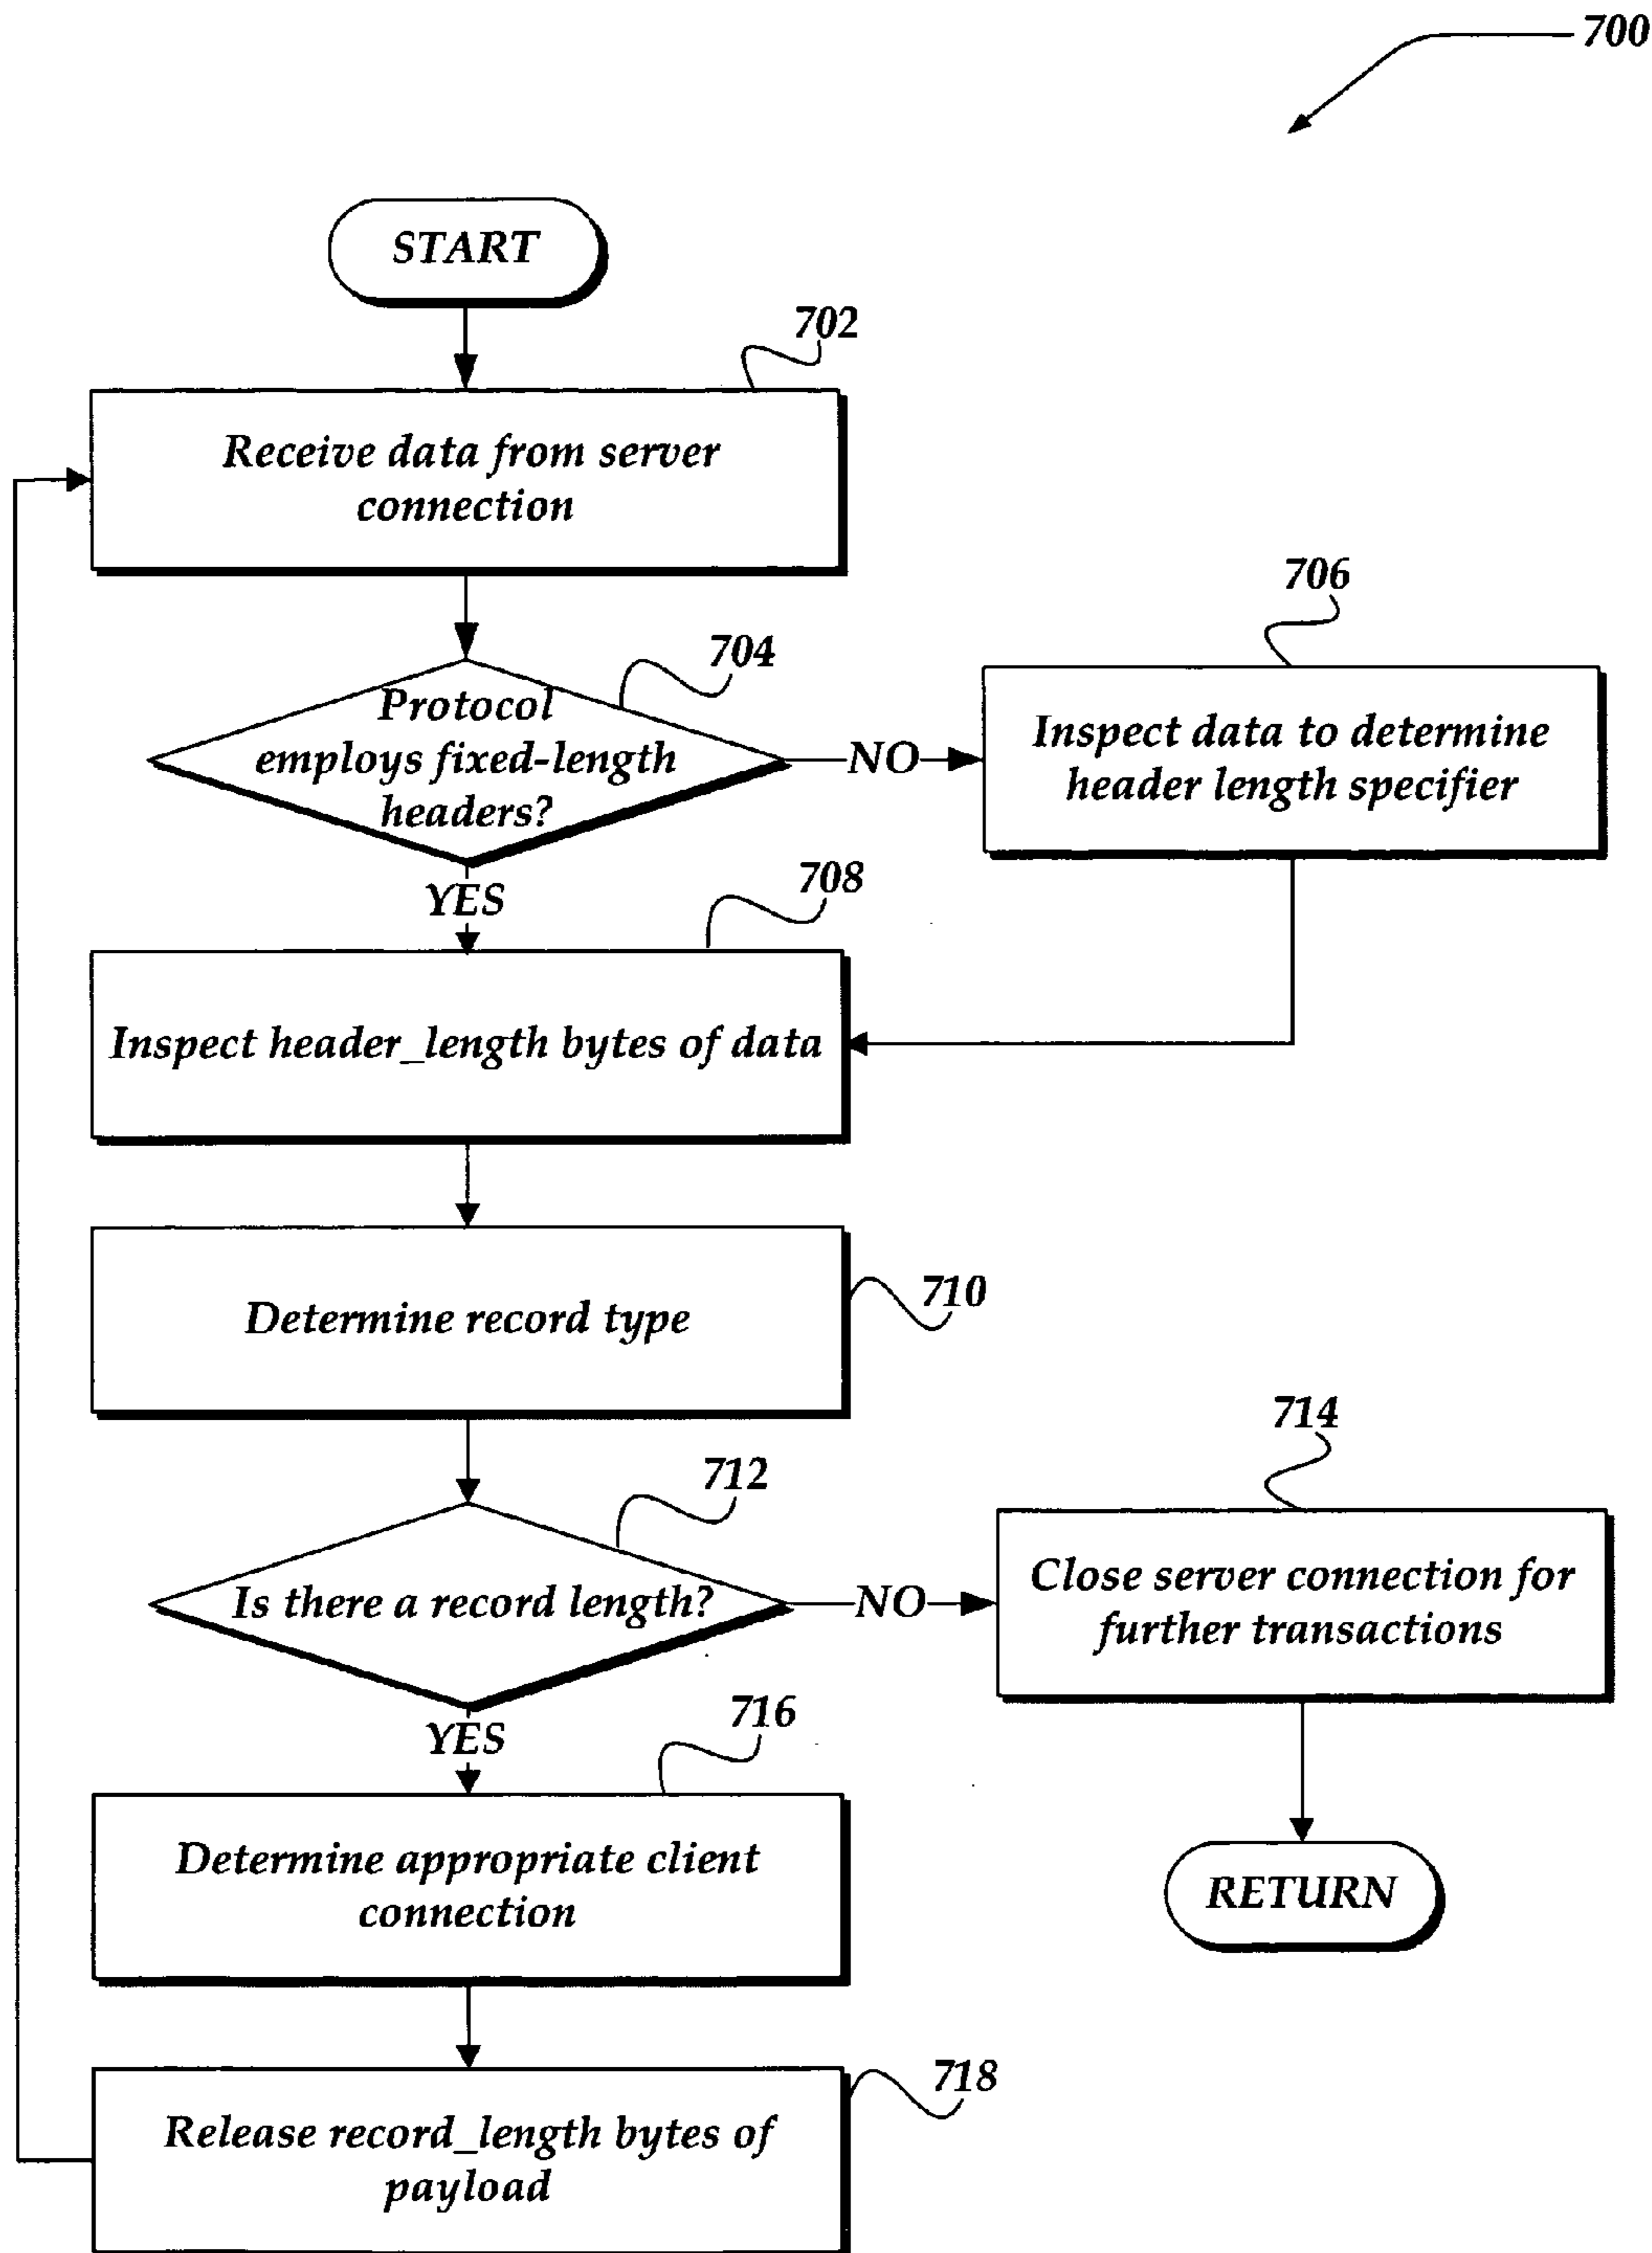 700
START
702
Receive data from server
connection
706
704
Protocol
employs fixed-length
headers?
NO
Inspect data to determine
header length specifier
YES
708
Inspect header_length bytes of data
Determine record type
710
714
712
Is there a record length?
NO
Close server connection for
further transactions
YES
716
Determine appropriate client
connection
RETURN
718
Release record_length bytes of
payload